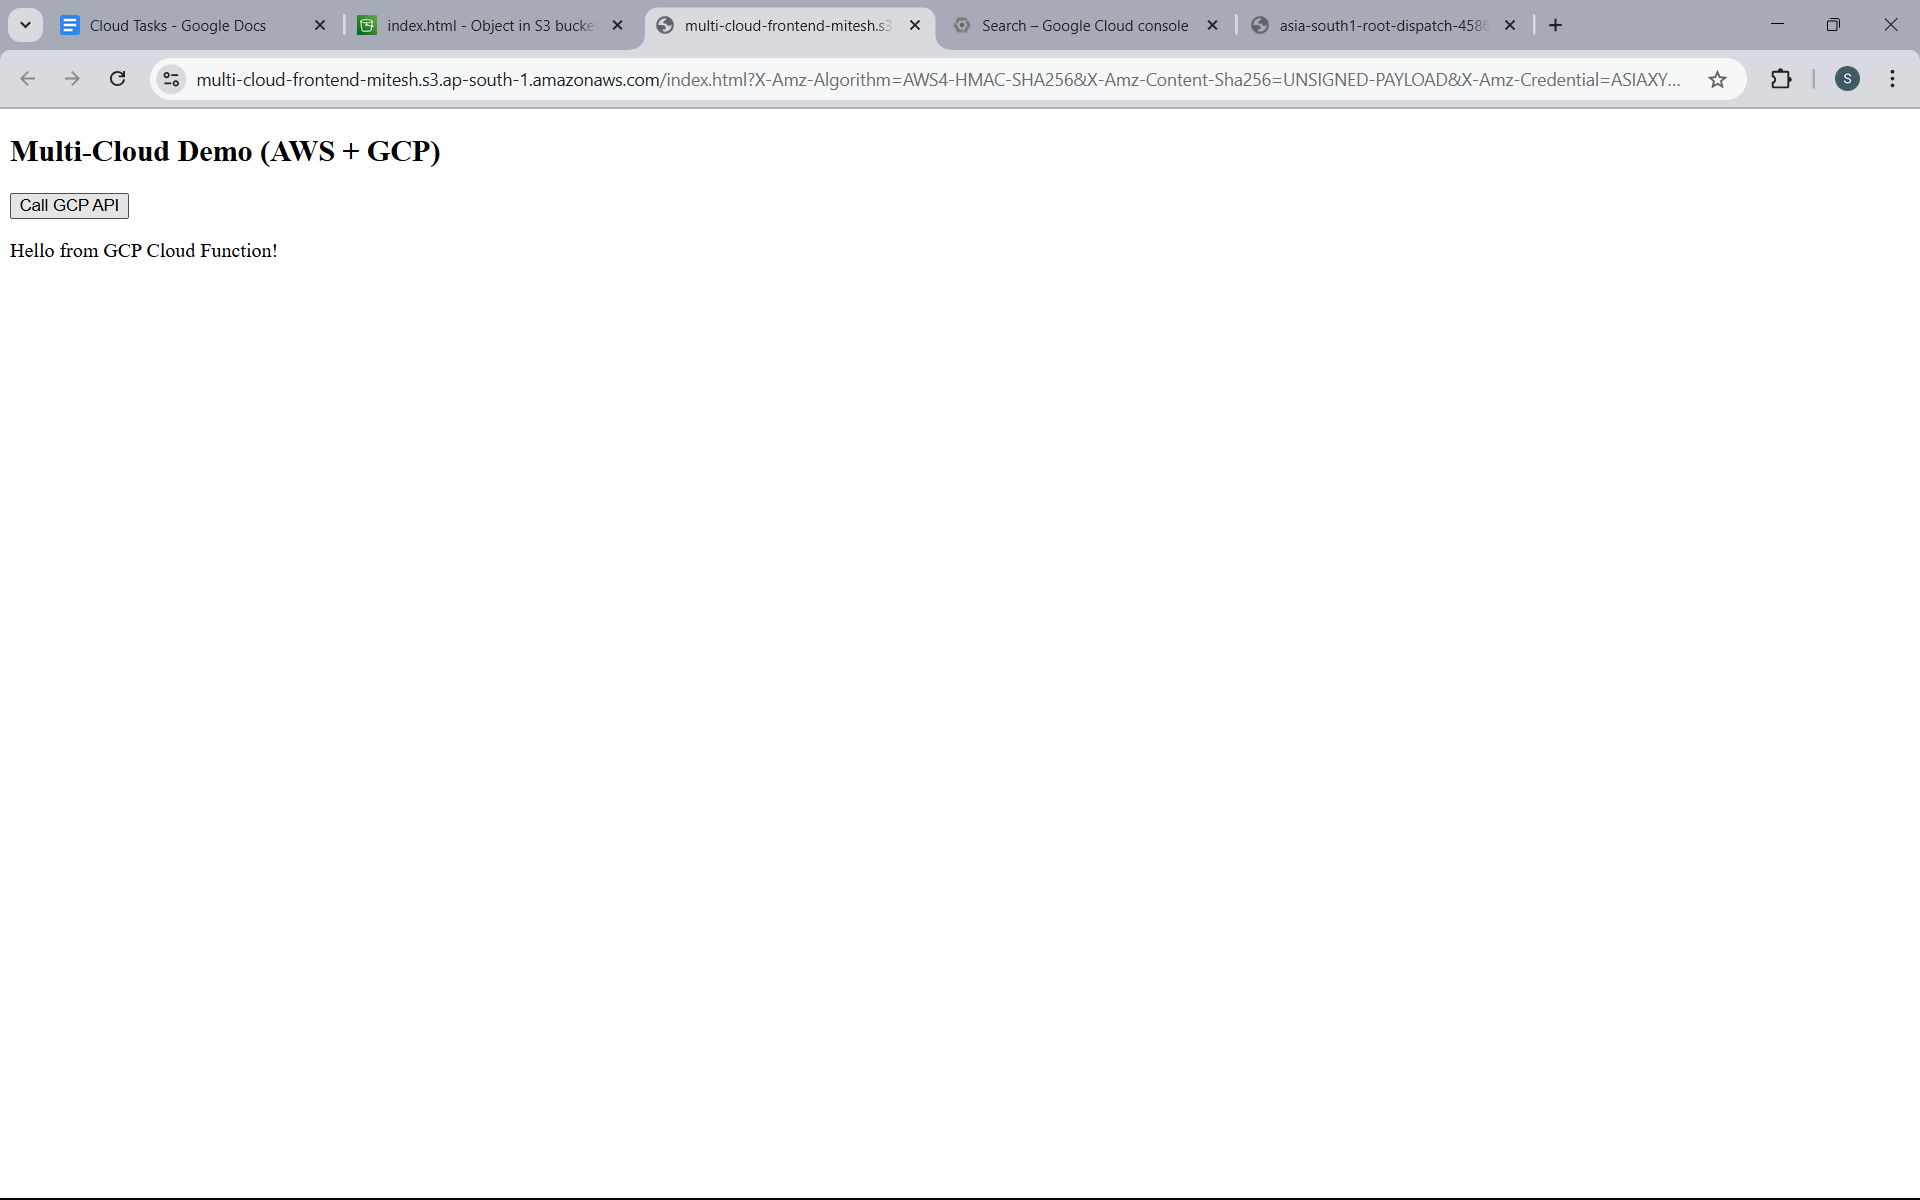 Cloud Tasks - Google Docs
index.html - Object in S3 bucke
multi-cloud-frontend-mitesh.s3
Search – Google Cloud console
asia-south1-root-dispatch-458
multi-cloud-frontend-mitesh.s3.ap-south-1.amazonaws.com/index.html?X-Amz-Algorithm=AWS4-HMAC-SHA256&X-Amz-Content-Sha256=UNSIGNED-PAYLOAD&X-Amz-Credential=ASIAXY...
S
Multi-Cloud Demo (AWS + GCP)
Call GCP API
Hello from GCP Cloud Function!